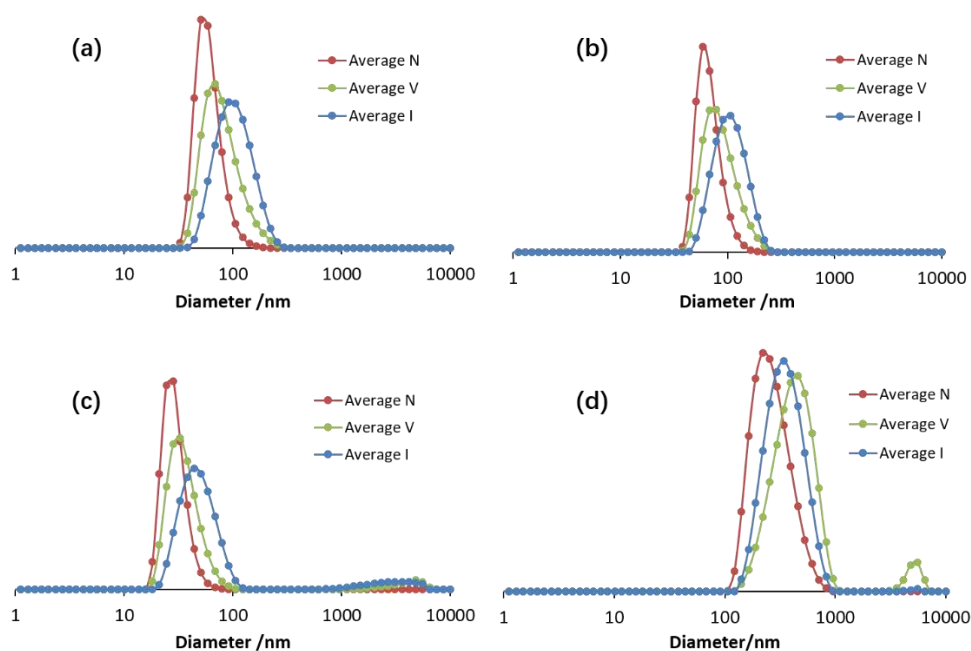 (a)
Average N
Average V
Average I
1 10 100 1000 10000
Diameter /nm
(b)
Average N
Average V
Average I
1 10 100 1000 10000
Diameter /nm
(c)
Average N
Average V
Average I
1 10 100 1000 10000
Diameter /nm
(d)
Average N
Average V
Average I
1 10 100 1000 10000
Diameter/nm